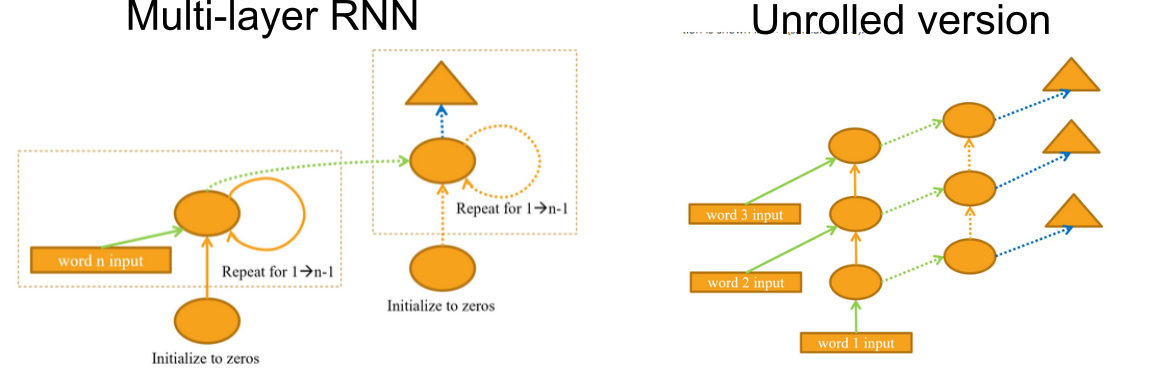 Multi-layer RNN
Unrolled version
Repeat for 1→n-1
word n input
Repeat for 1→n-1
Initialize to zeros
Initialize to zeros
word 3 input
word 2 input
word 1 input